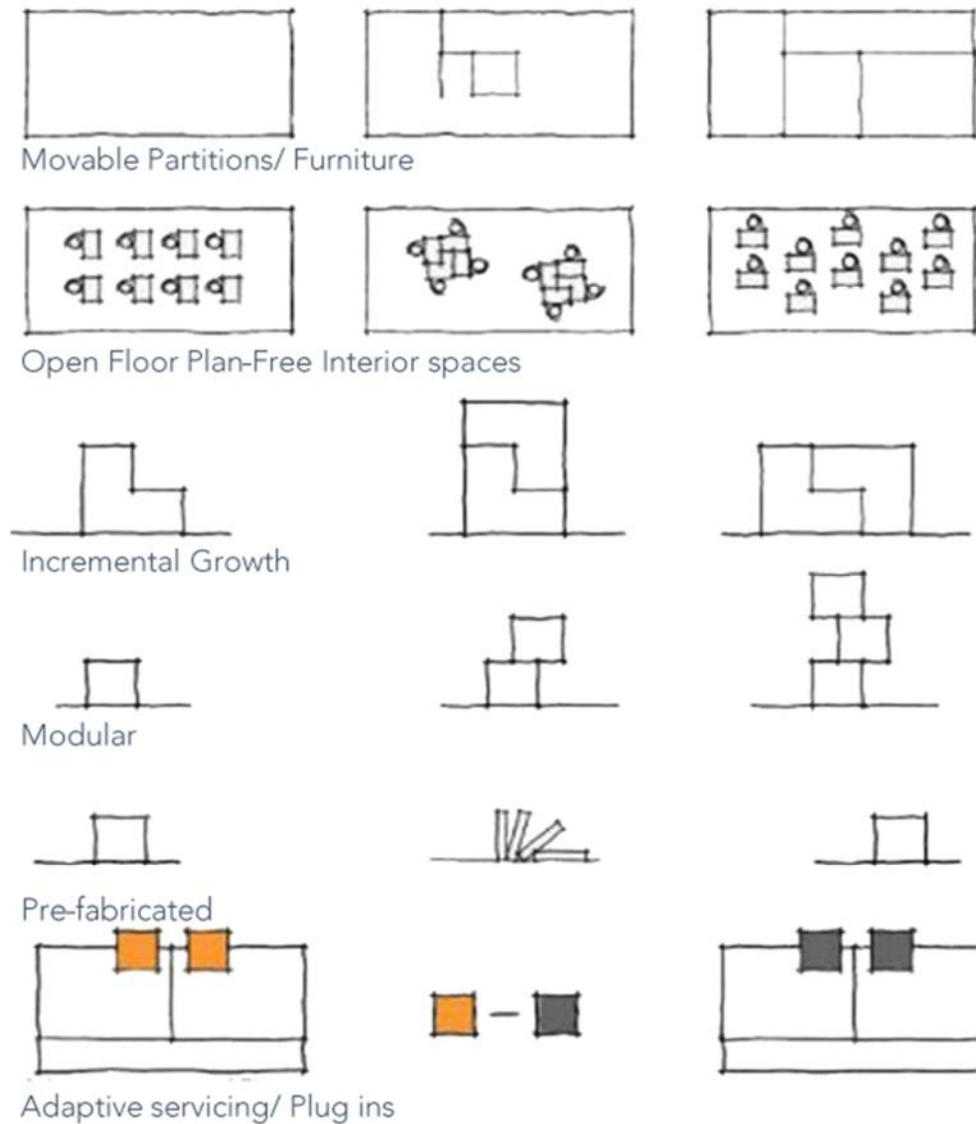 Movable Partitions/ Furniture
Open Floor Plan-Free Interior spaces
Incremental Growth
Modular
Pre-fabricated
Adaptive servicing/ Plug ins